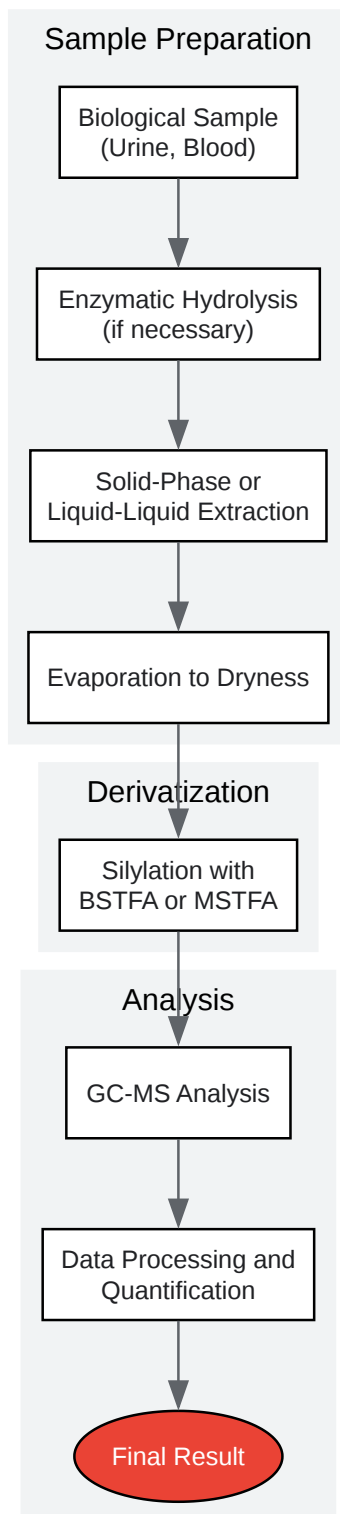 Sample Preparation
Biological Sample
(Urine, Blood)
Enzymatic Hydrolysis
(if necessary)
Solid-Phase or
Liquid-Liquid Extraction
Evaporation to Dryness
Derivatization
Silylation with
BSTFA or MSTFA
Analysis
GC-MS Analysis
Data Processing and
Quantification
Final Result